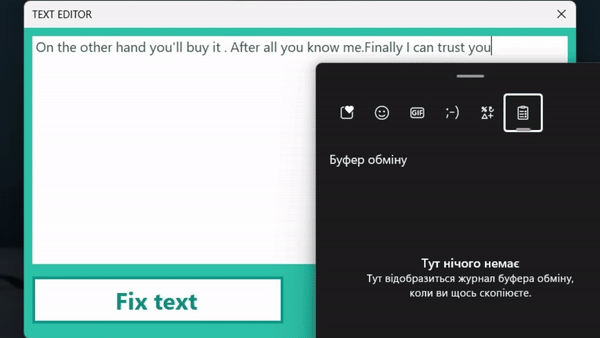 TEXT EDITOR
On the other hand you'll buy it . After all you know me.Finally I can trust you
GIF
;-)
Буфер обміну
Тут нічого немає
Тут відобразиться журнал буфера обміну,
коли ви щось скопіюєте.
Fix text